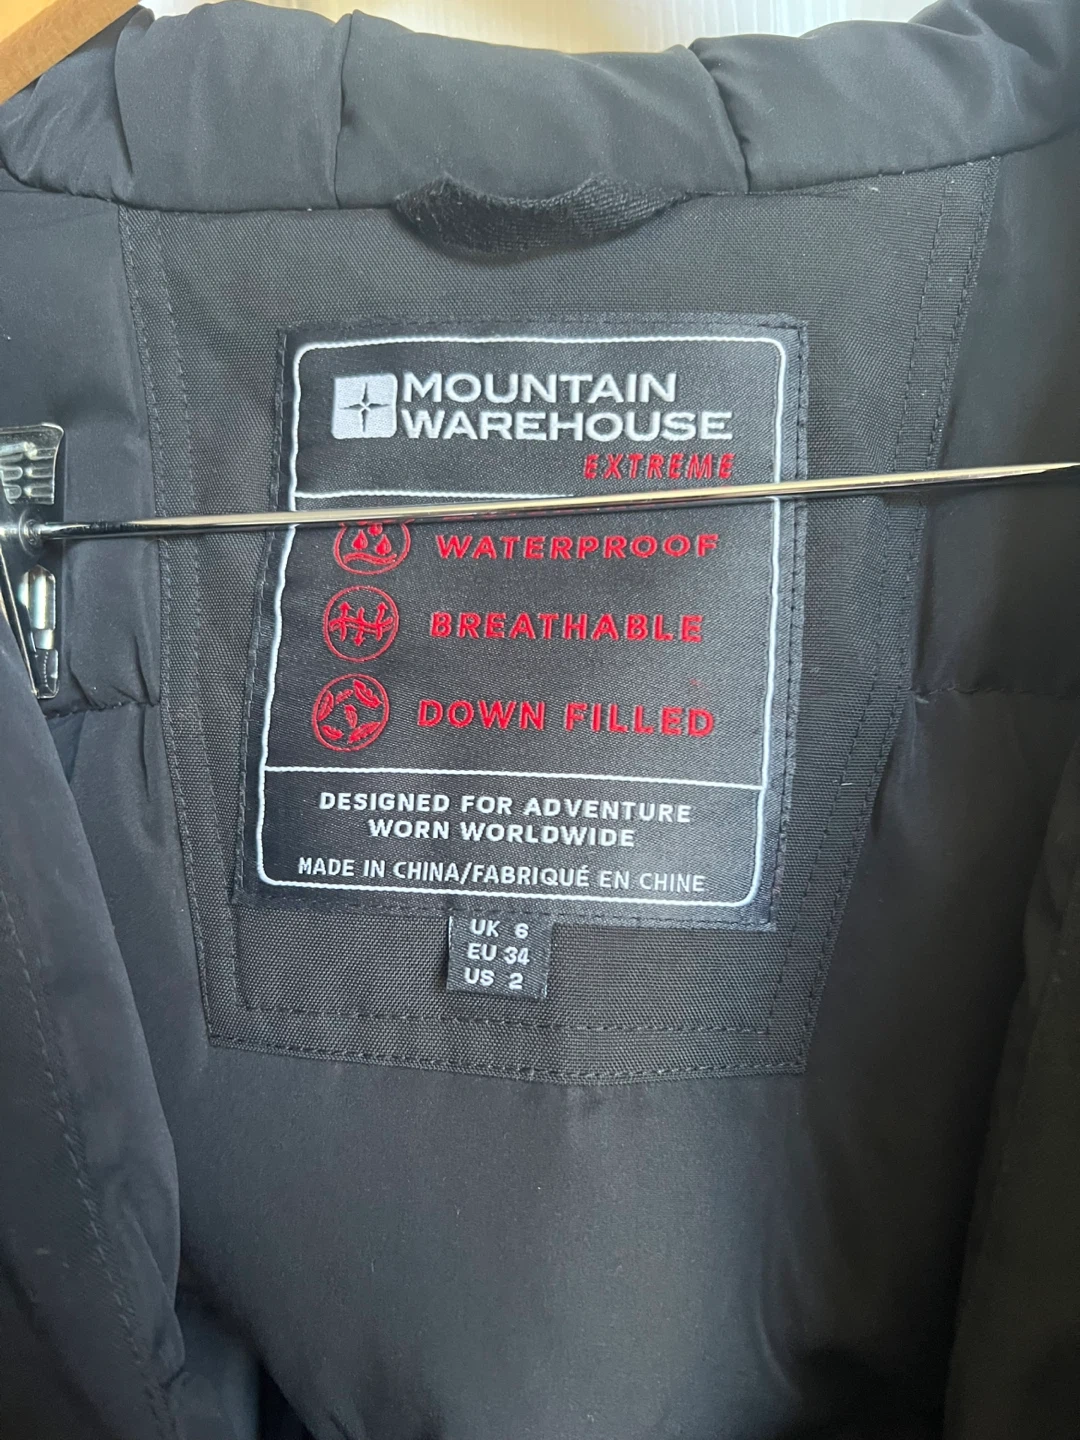 MOUNTAIN
WAREHOUSE
EXTREME
WATERPROOF
BREATHABLE
DOWN FILLED
DESIGNED FOR ADVENTURE
WORN WORLDWIDE
MADE IN CHINA/FABRIQUÉ EN CHINE
UK 6
EU 34
US 2